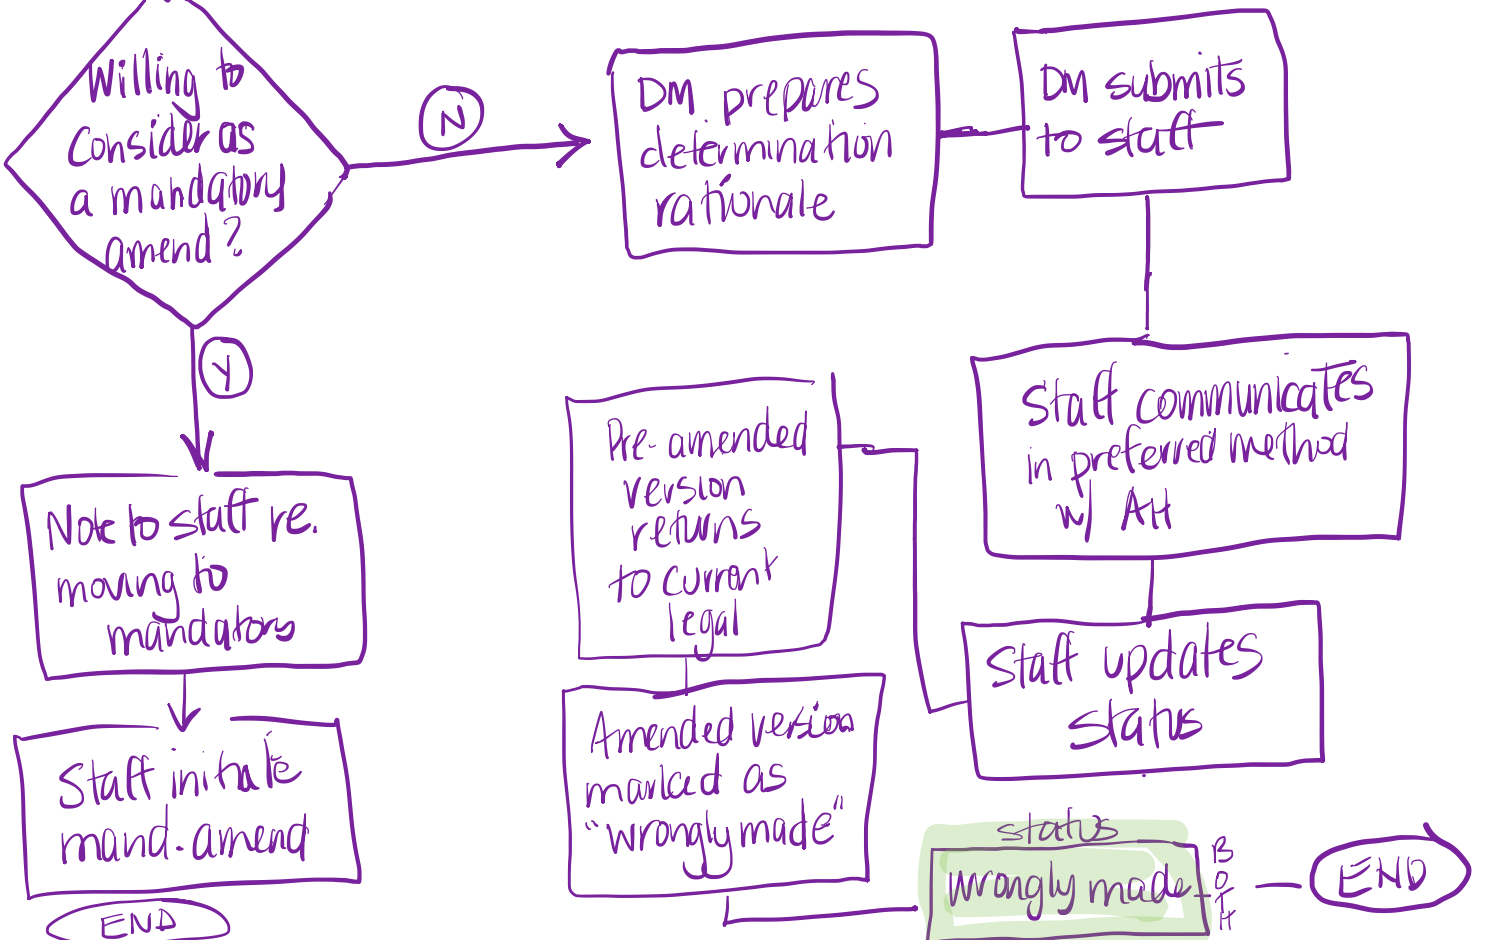 Willing to
Consider as
a mandatory
amend?
N
DM prepares
determination
rationale
DM submits
to staff
Y
Note to staff re.
moving to
mandatory
Staff initiate
mand. amend
END
Staff communicates
in preferred method
w/ AH
Staff updates
status
Pre-amended
version
returns
to current
legal
Amended version
marked as
"wrongly made"
status
wrongly made
BOTH
END